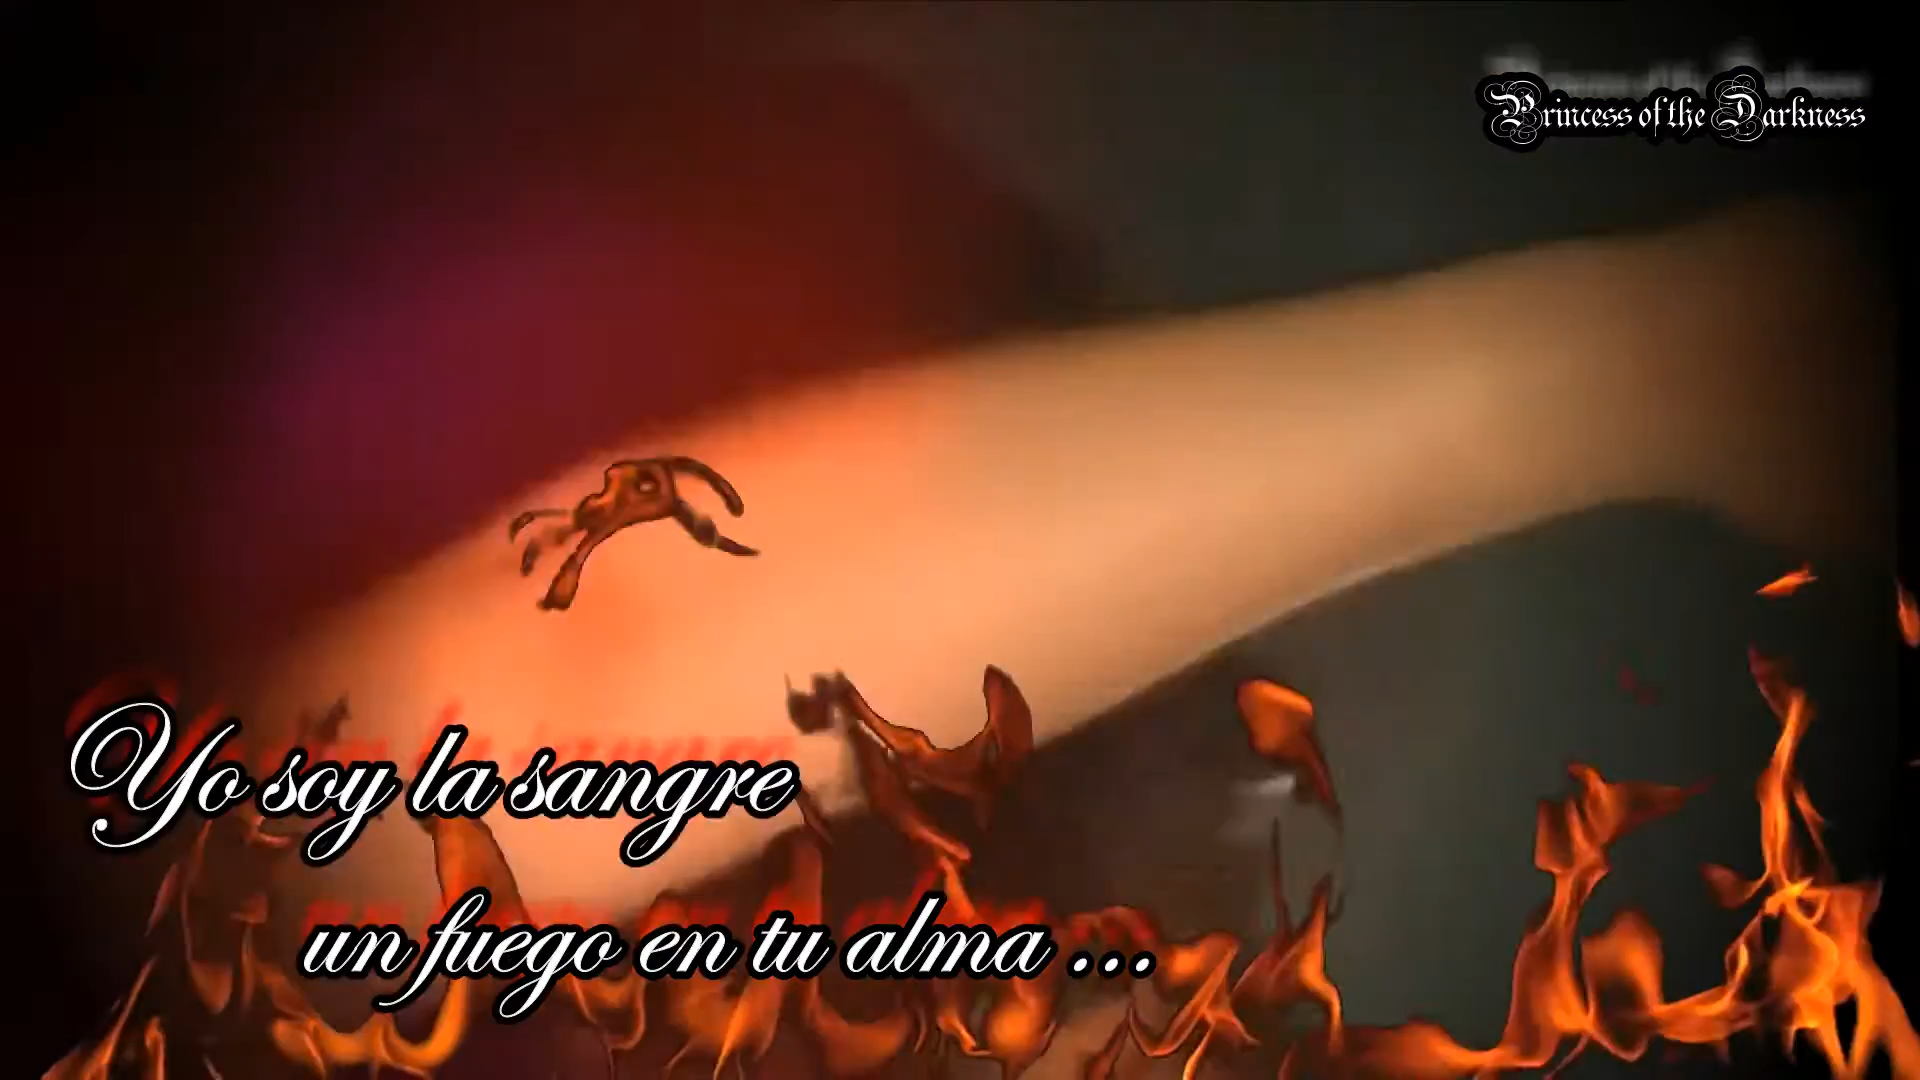 Princess of the Darkness
Yo soy la sangre
un fuego en tu alma ...